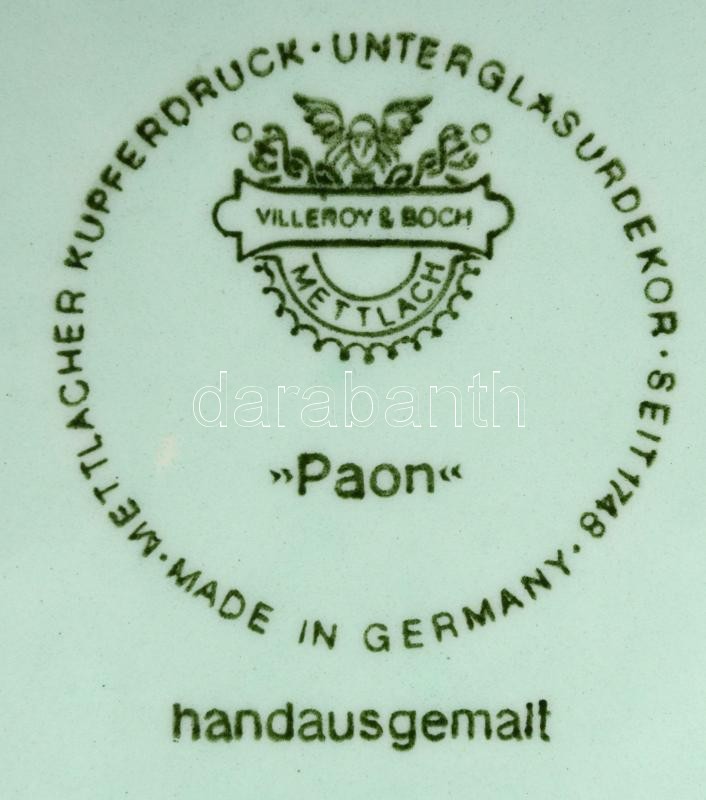 METTLACHER KUPFERDRUCK · UNTERGLASURDEKOR · SEIT 1748 ·
VILLEROY & BOCH
METTLACH
darabanth
»Paon«
· MADE IN GERMANY ·
handausgemalt